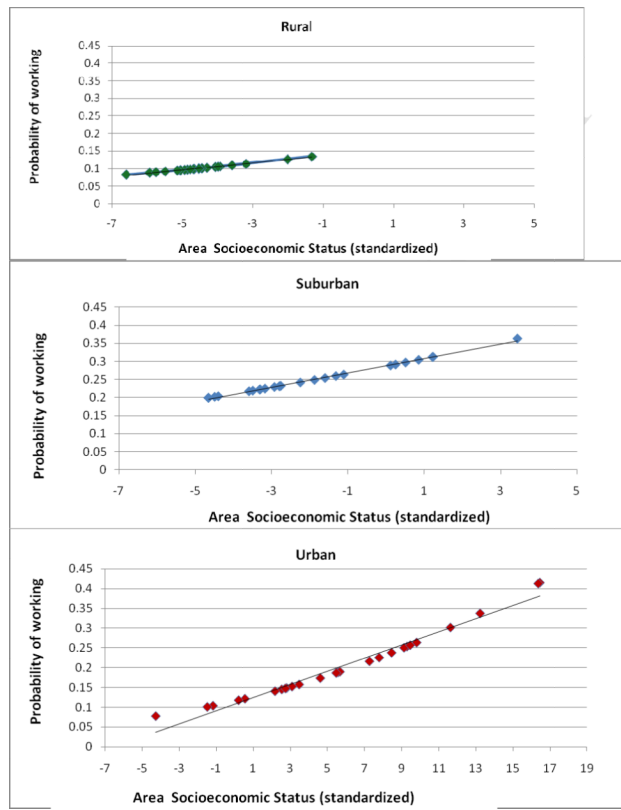 Rural
0.45
0.4
0.35
0.3
0.25
0.2
0.15
0.1
0.05
0
Probability of working
-7 -5 -3 -1 1 3 5
Area Socioeconomic Status (standardized)
Suburban
0.45
0.4
0.35
0.3
0.25
0.2
0.15
0.1
0.05
0
Probability of working
-7 -5 -3 -1 1 3 5
Area Socioeconomic Status (standardized)
Urban
0.45
0.4
0.35
0.3
0.25
0.2
0.15
0.1
0.05
0
Probability of working
-7 -5 -3 -1 1 3 5 7 9 11 13 15 17 19
Area Socioeconomic Status (standardized)